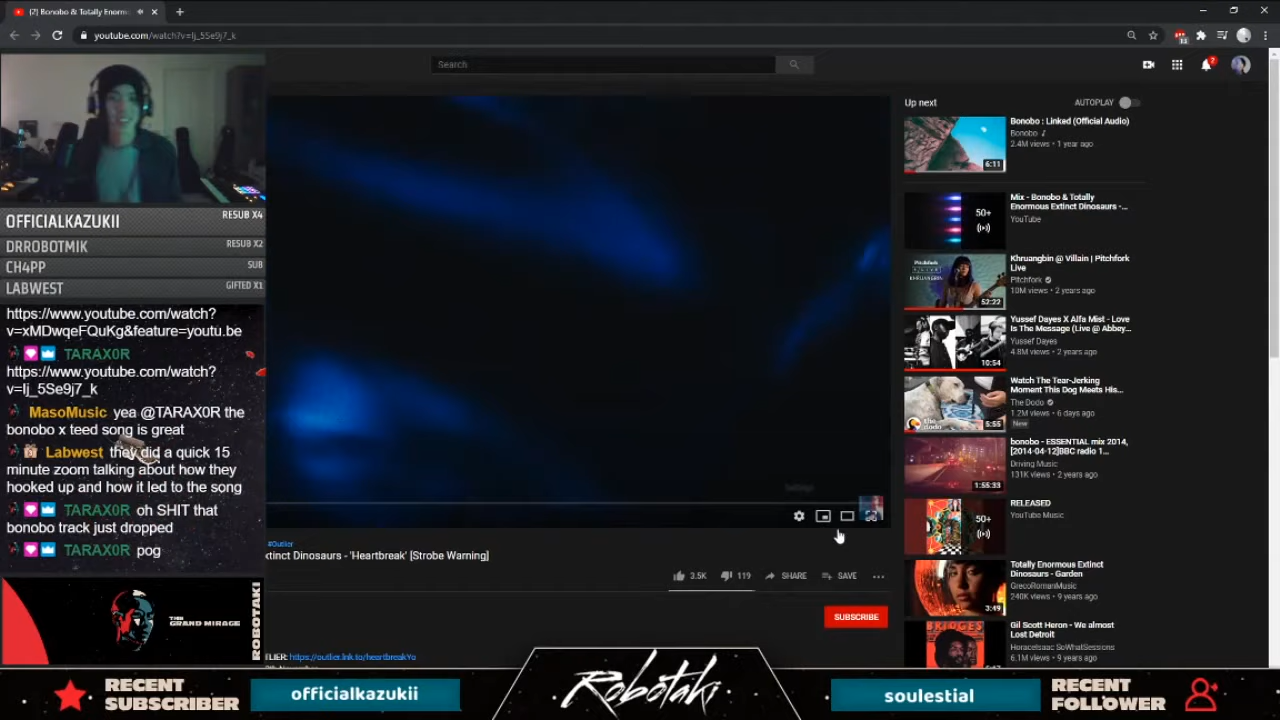 (2) Bonobo & Totally Enorm
youtube.com/watch?v=Ij_5Se9j7_k
Search
2
OFFICIALKAZUKII RESUB X4
DRROBOTMIK RESUB X2
CH4PP SUB
LABWEST GIFTED X1
https://www.youtube.com/watch?
v=xMDwqeFQuKg&feature=youtu.be
TARAX0R
https://www.youtube.com/watch?
v=Ij_5Se9j7_k
MasoMusic yea @TARAX0R the
bonobo x teed song is great
Labwest they did a quick 15
minute zoom talking about how they
hooked up and how it led to the song
TARAX0R oh SHIT that
bonobo track just dropped
TARAX0R pog
THE
GRAND MIRAGE
ROBOTAKI
Settings
#Outlier
xtinct Dinosaurs - 'Heartbreak' [Strobe Warning]
3.5K 119 SHARE SAVE
SUBSCRIBE
TLIER: https://outlier.lnk.to/heartbreakYo
Up next AUTOPLAY
Bonobo : Linked (Official Audio)
Bonobo
2.4M views • 1 year ago
6:11
Mix - Bonobo & Totally
Enormous Extinct Dinosaurs -...
YouTube
50+
Khruangbin @ Villain | Pitchfork
Live
Pitchfork
10M views • 2 years ago
52:22
Yussef Dayes X Alfa Mist - Love
Is The Message (Live @ Abbey...
Yussef Dayes
4.8M views • 2 years ago
10:54
Watch The Tear-Jerking
Moment This Dog Meets His...
The Dodo
1.2M views • 6 days ago
New
5:55
bonobo - ESSENTIAL mix 2014,
[2014-04-12]BBC radio 1...
Driving Music
131K views • 2 years ago
1:55:33
RELEASED
YouTube Music
50+
Totally Enormous Extinct
Dinosaurs - Garden
GrecoRomanMusic
240K views • 9 years ago
3:49
BRIDGES
Gil Scott Heron - We almost
Lost Detroit
HoraceIsaac SoWhatSessions
6.1M views • 9 years ago
RECENT
SUBSCRIBER
officialkazukii
Robotaki
soulestial
RECENT
FOLLOWER